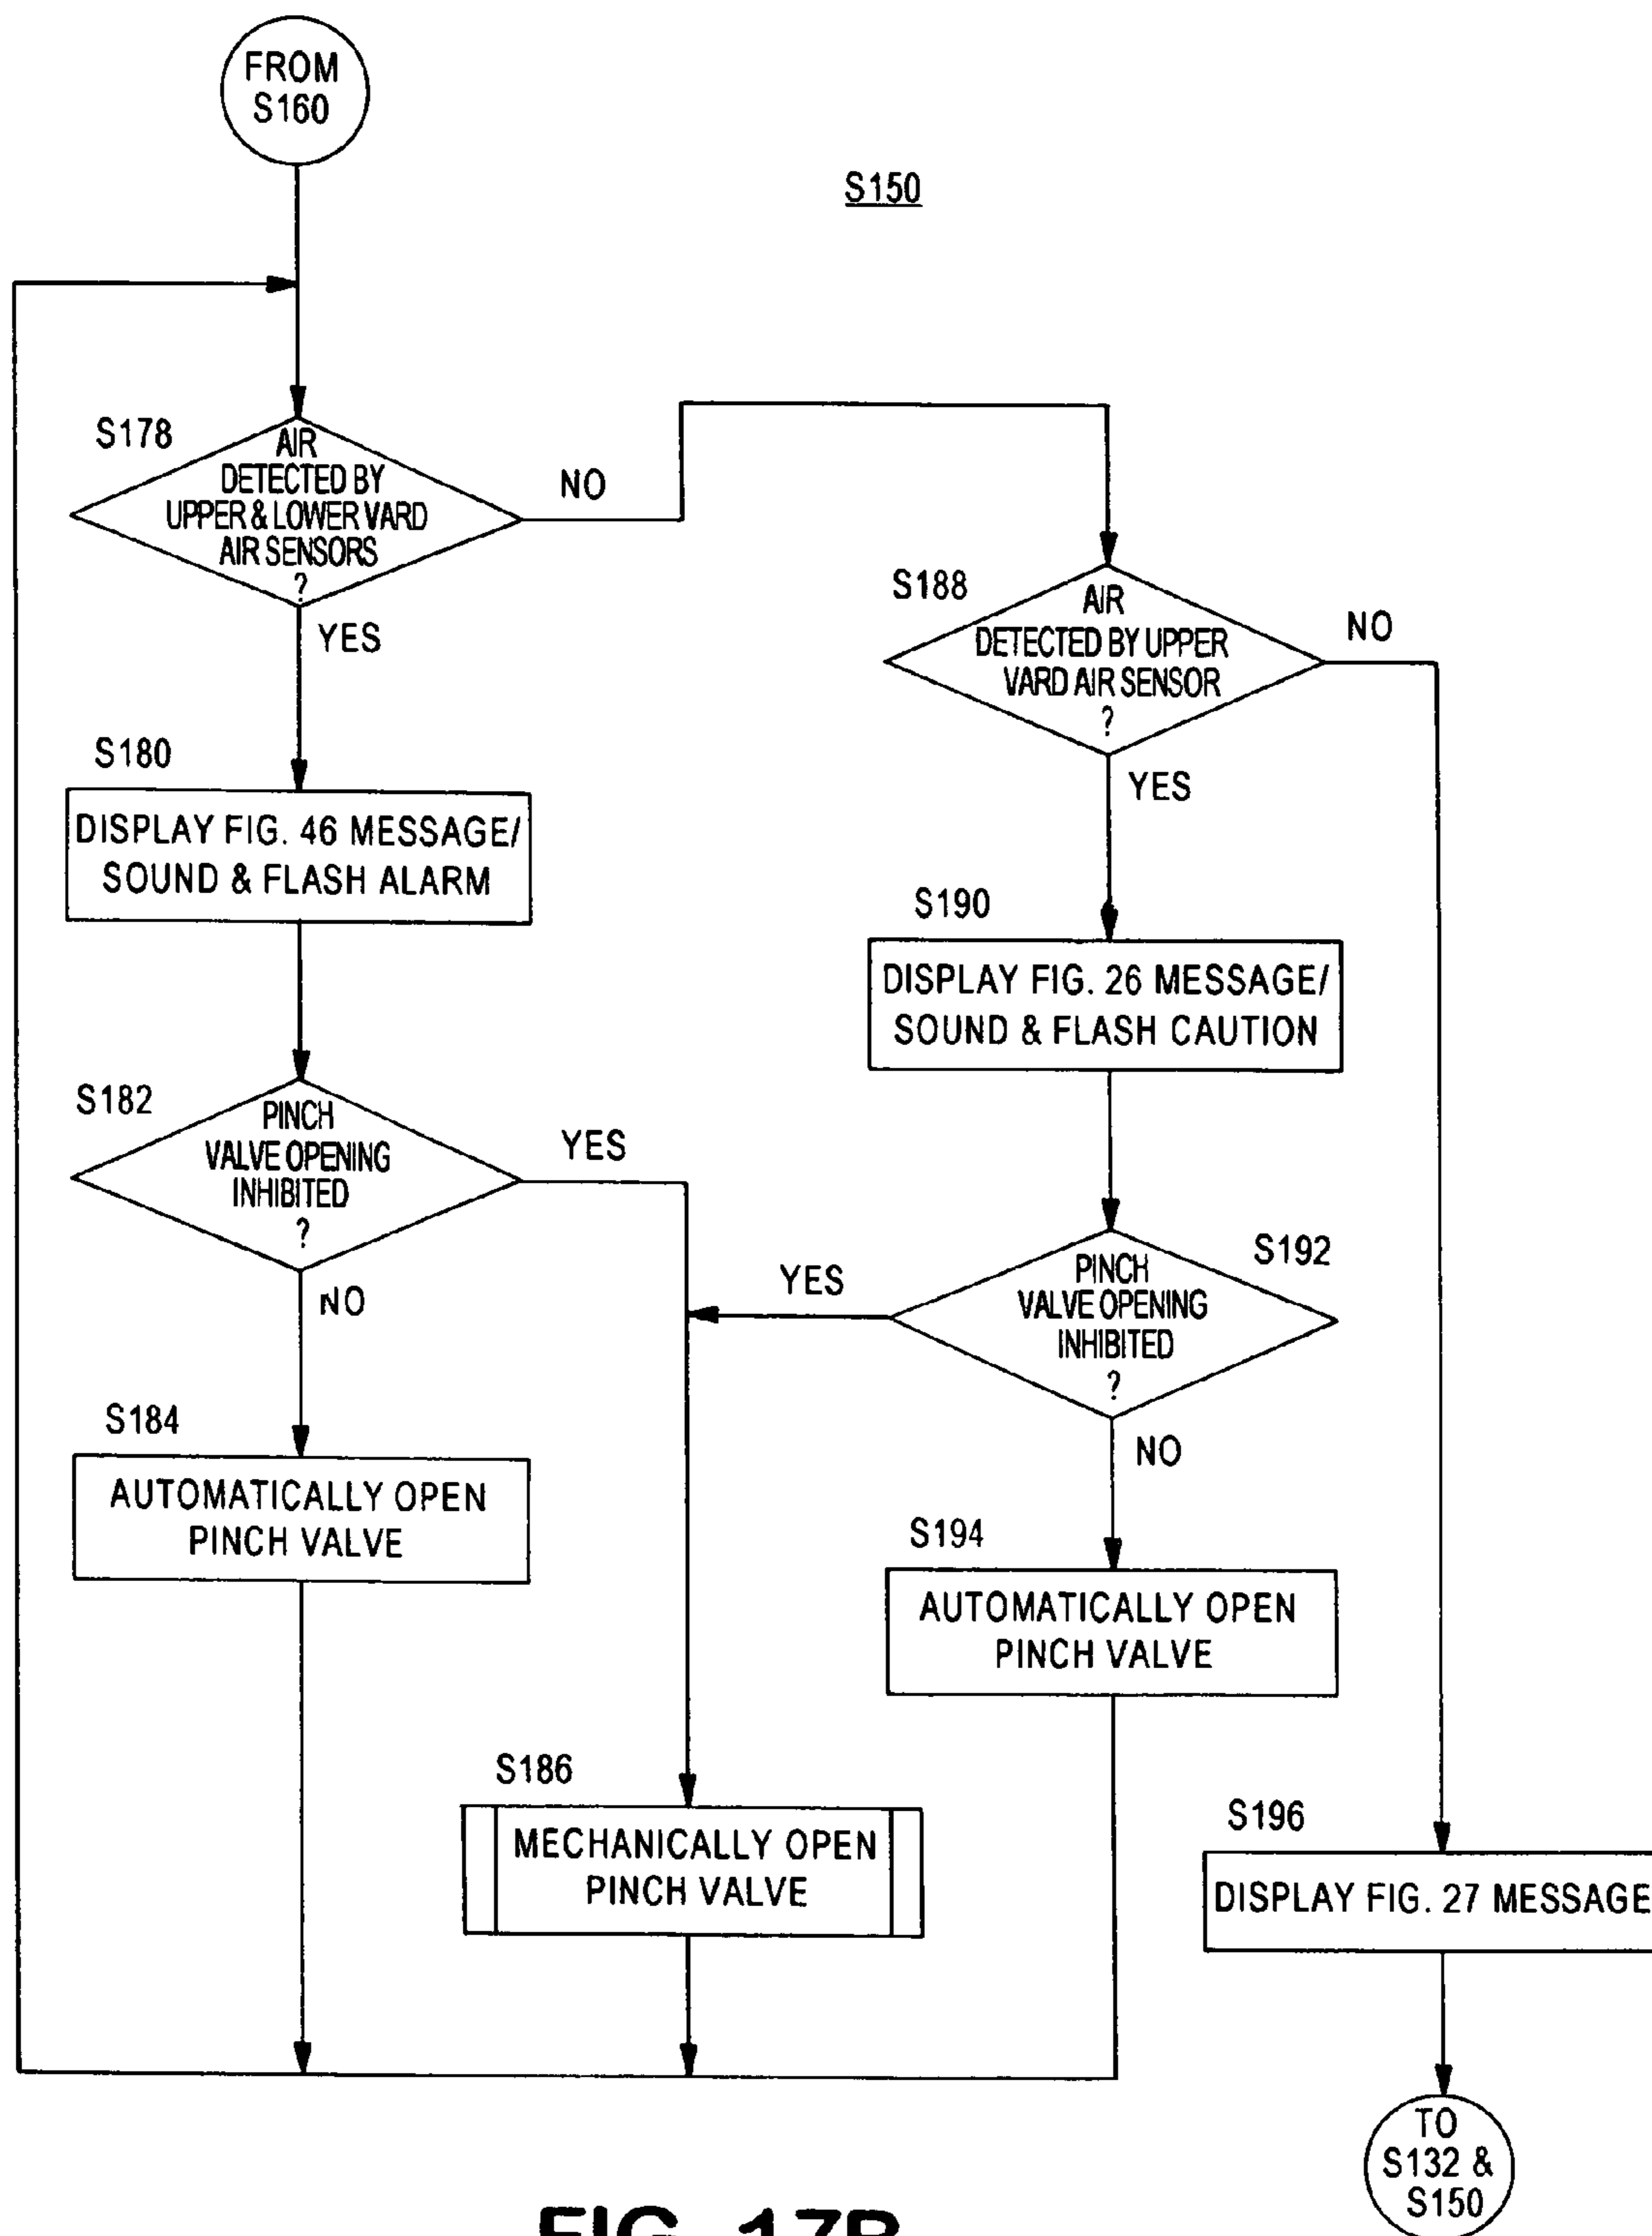 FROM
S160
S150
S178
AIR
DETECTED BY
UPPER & LOWER VARD
AIR SENSORS
?
NO
YES
S188
AIR
DETECTED BY UPPER
VARD AIR SENSOR
?
NO
YES
S180
DISPLAY FIG. 46 MESSAGE/
SOUND & FLASH ALARM
S190
DISPLAY FIG. 26 MESSAGE/
SOUND & FLASH CAUTION
S182
PINCH
VALVE OPENING
INHIBITED
?
YES
NO
S192
PINCH
VALVE OPENING
INHIBITED
?
YES
NO
S184
AUTOMATICALLY OPEN
PINCH VALVE
S194
AUTOMATICALLY OPEN
PINCH VALVE
S186
MECHANICALLY OPEN
PINCH VALVE
S196
DISPLAY FIG. 27 MESSAGE
TO
S132 &
S150
FIG. 17B